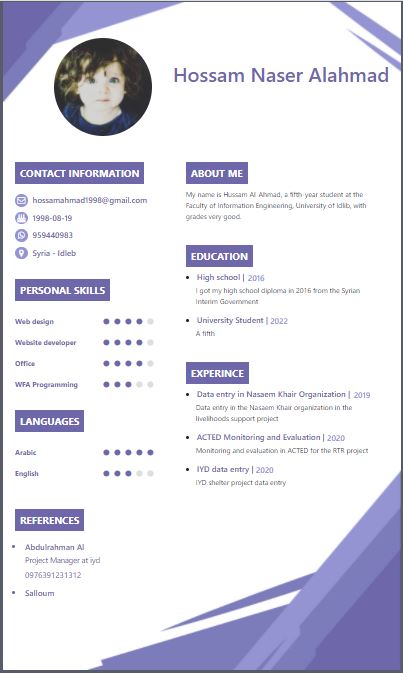 Hossam Naser Alahmad
CONTACT INFORMATION
hossamahmad1998@gmail.com
1998-08-19
959440983
Syria - Idleb
PERSONAL SKILLS
Web design
Website developer
Office
WFA Programming
LANGUAGES
Arabic
English
REFERENCES
Abdulrahman Al
Project Manager at iyd
0976391231312
Salloum
ABOUT ME
My name is Hussam Al-Ahmad, a fifth-year student at the
Faculty of Information Engineering, University of Idlib, with
grades very good.
EDUCATION
High school | 2016
I got my high school diploma in 2016 from the Syrian
Interim Government
University Student | 2022
A fifth
EXPERINCE
Data entry in Nasaem Khair Organization | 2019
Data entry in the Nasaem Khair organization in the
livelihoods support project
ACTED Monitoring and Evaluation | 2020
Monitoring and evaluation in ACTED for the RTR project
IYD data entry | 2020
IYD shelter project data entry